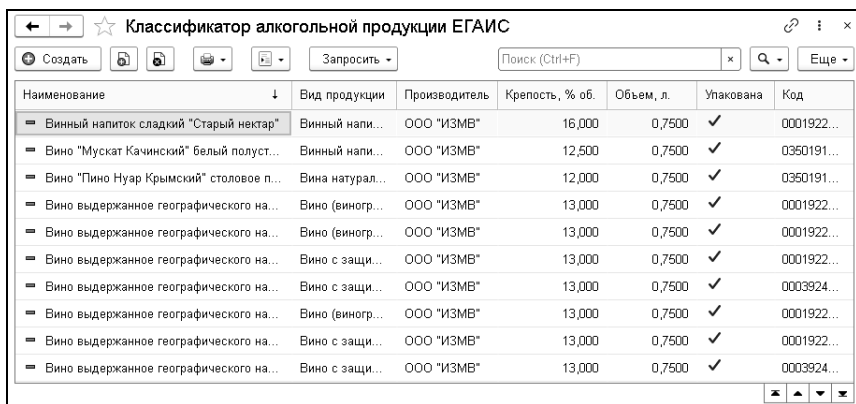 Классификатор алкогольной продукции ЕГАИС
Создать Запросить Поиск (Ctrl+F) Еще
Наименование Вид продукции Производитель Крепость, % об. Объем, л. Упакована Код
Винный напиток сладкий "Старый нектар" Винный напи... ООО "ИЗМВ" 16,000 0,7500 0001922...
Вино "Мускат Качинский" белый полуст... Винный напи... ООО "ИЗМВ" 12,500 0,7500 0350191...
Вино "Пино Нуар Крымский" столовое п... Вина натурал... ООО "ИЗМВ" 12,000 0,7500 0350191...
Вино выдержанное географического на... Вино (виногр... ООО "ИЗМВ" 13,000 0,7500 0001922...
Вино выдержанное географического на... Вино (виногр... ООО "ИЗМВ" 13,000 0,7500 0001922...
Вино выдержанное географического на... Вино с защи... ООО "ИЗМВ" 13,000 0,7500 0001922...
Вино выдержанное географического на... Вино с защи... ООО "ИЗМВ" 13,000 0,7500 0003924...
Вино выдержанное географического на... Вино (виногр... ООО "ИЗМВ" 13,000 0,7500 0001922...
Вино выдержанное географического на... Вино с защи... ООО "ИЗМВ" 13,000 0,7500 0001922...
Вино выдержанное географического на... Вино с защи... ООО "ИЗМВ" 13,000 0,7500 0003924...